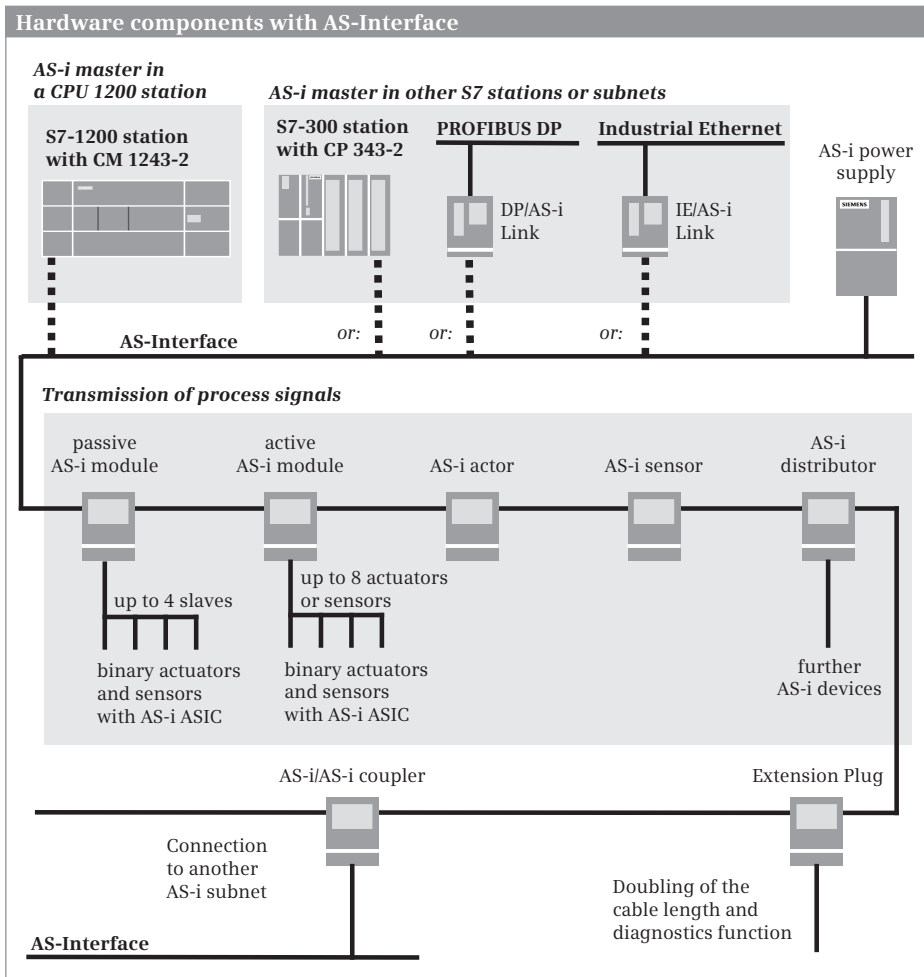 Hardware components with AS-Interface
AS-i master in
a CPU 1200 station
AS-i master in other S7 stations or subnets
S7-1200 station
with CM 1243-2
S7-300 station
with CP 343-2
PROFIBUS DP
Industrial Ethernet
AS-i power
supply
DP/AS-i
Link
IE/AS-i
Link
SIEMENS
AS-Interface
or:
or:
or:
Transmission of process signals
passive
AS-i module
active
AS-i module
AS-i actor
AS-i sensor
AS-i
distributor
up to 4 slaves
up to 8 actuators
or sensors
binary actuators
and sensors
with AS-i ASIC
binary actuators
and sensors
with AS-i ASIC
further
AS-i devices
AS-i/AS-i coupler
Extension Plug
Connection
to another
AS-i subnet
Doubling of the
cable length and
diagnostics function
AS-Interface